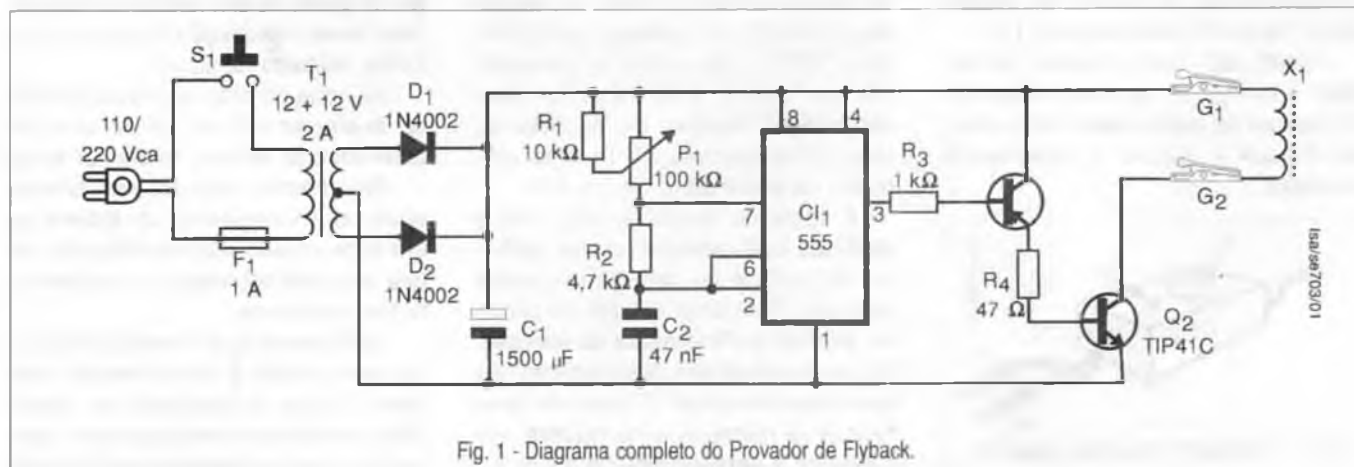 S1
T1
12 + 12 V
2 A
110/
220 Vca
F1
1 A
D1
1N4002
D2
1N4002
C1
1500 µF
R1
10 kΩ
P1
100 kΩ
R2
4,7 kΩ
C2
47 nF
8
4
7
6
2
3
1
CI1
555
R3
1 kΩ
R4
47 Ω
Q2
TIP41C
G1
G2
X1
Isa/se703/01
Fig. 1 - Diagrama completo do Provador de Flyback.